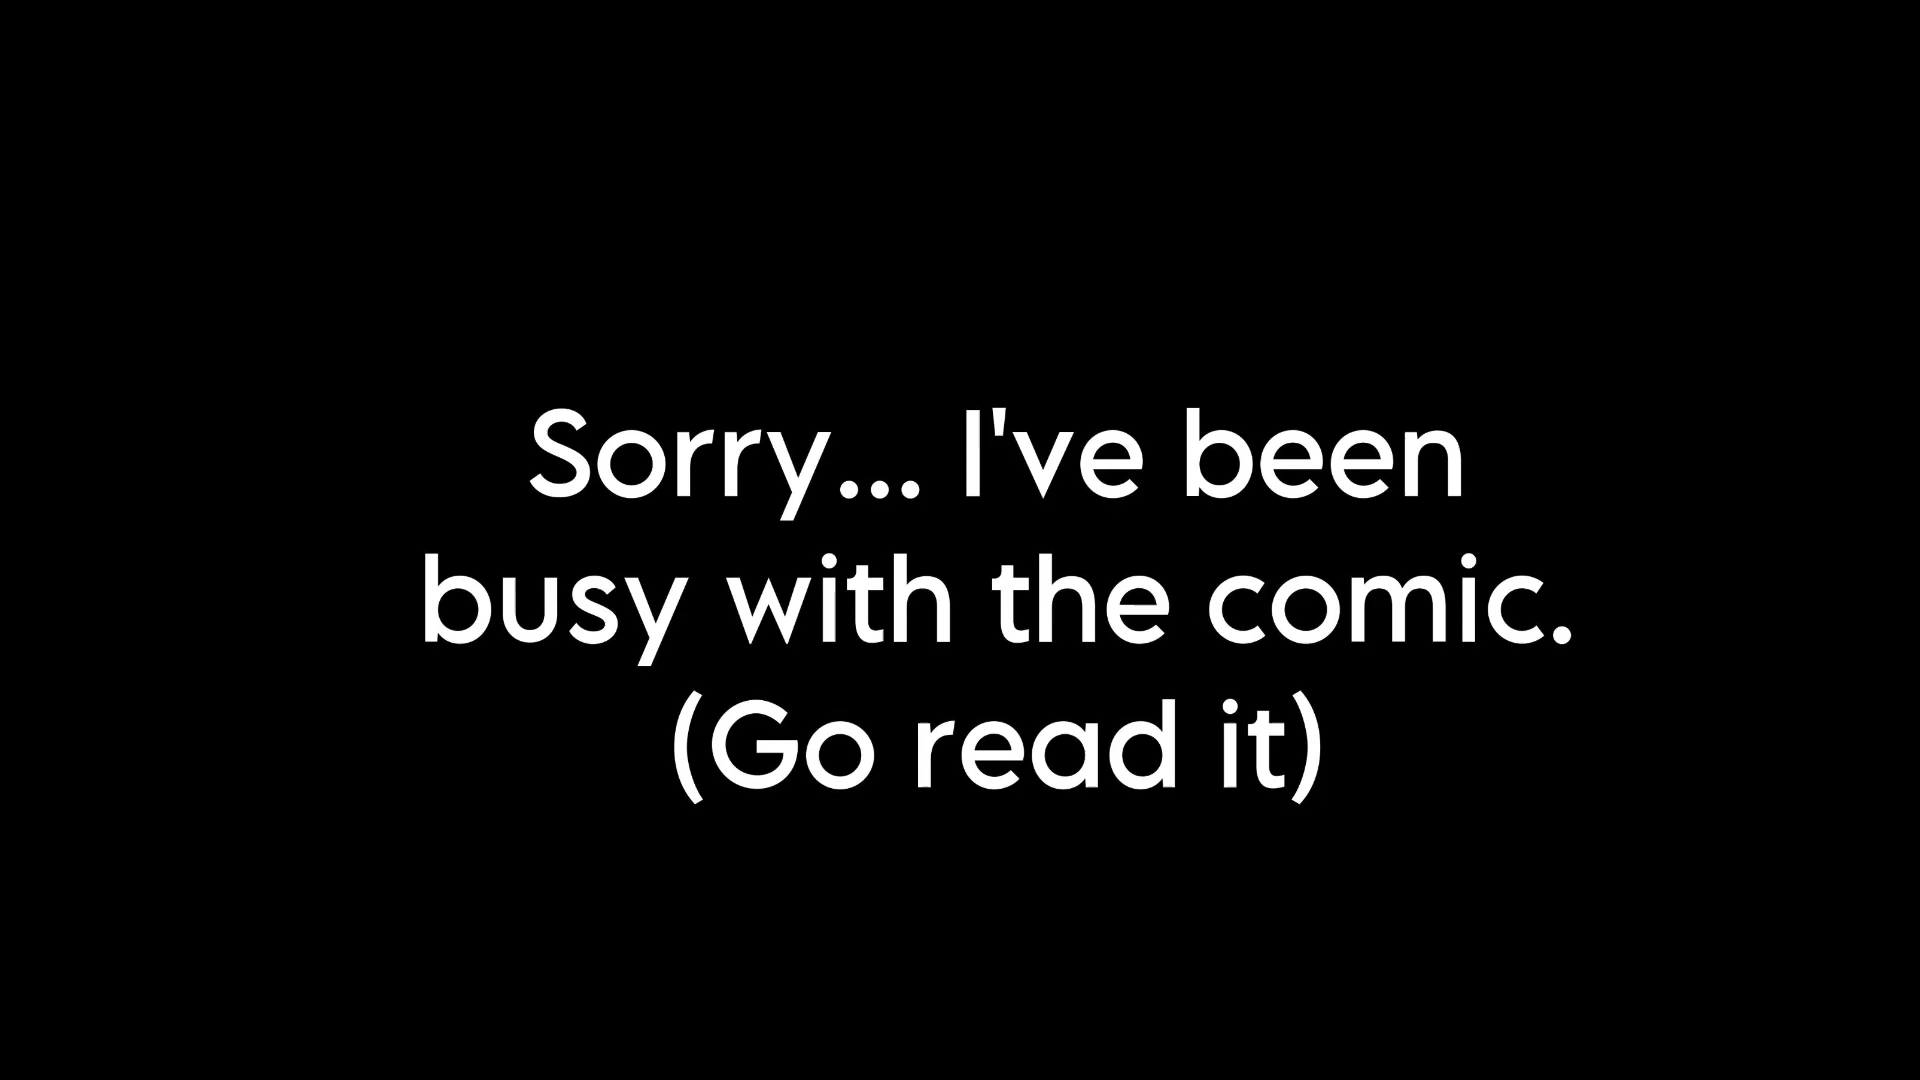 Sorry... I've been
busy with the comic.
(Go read it)